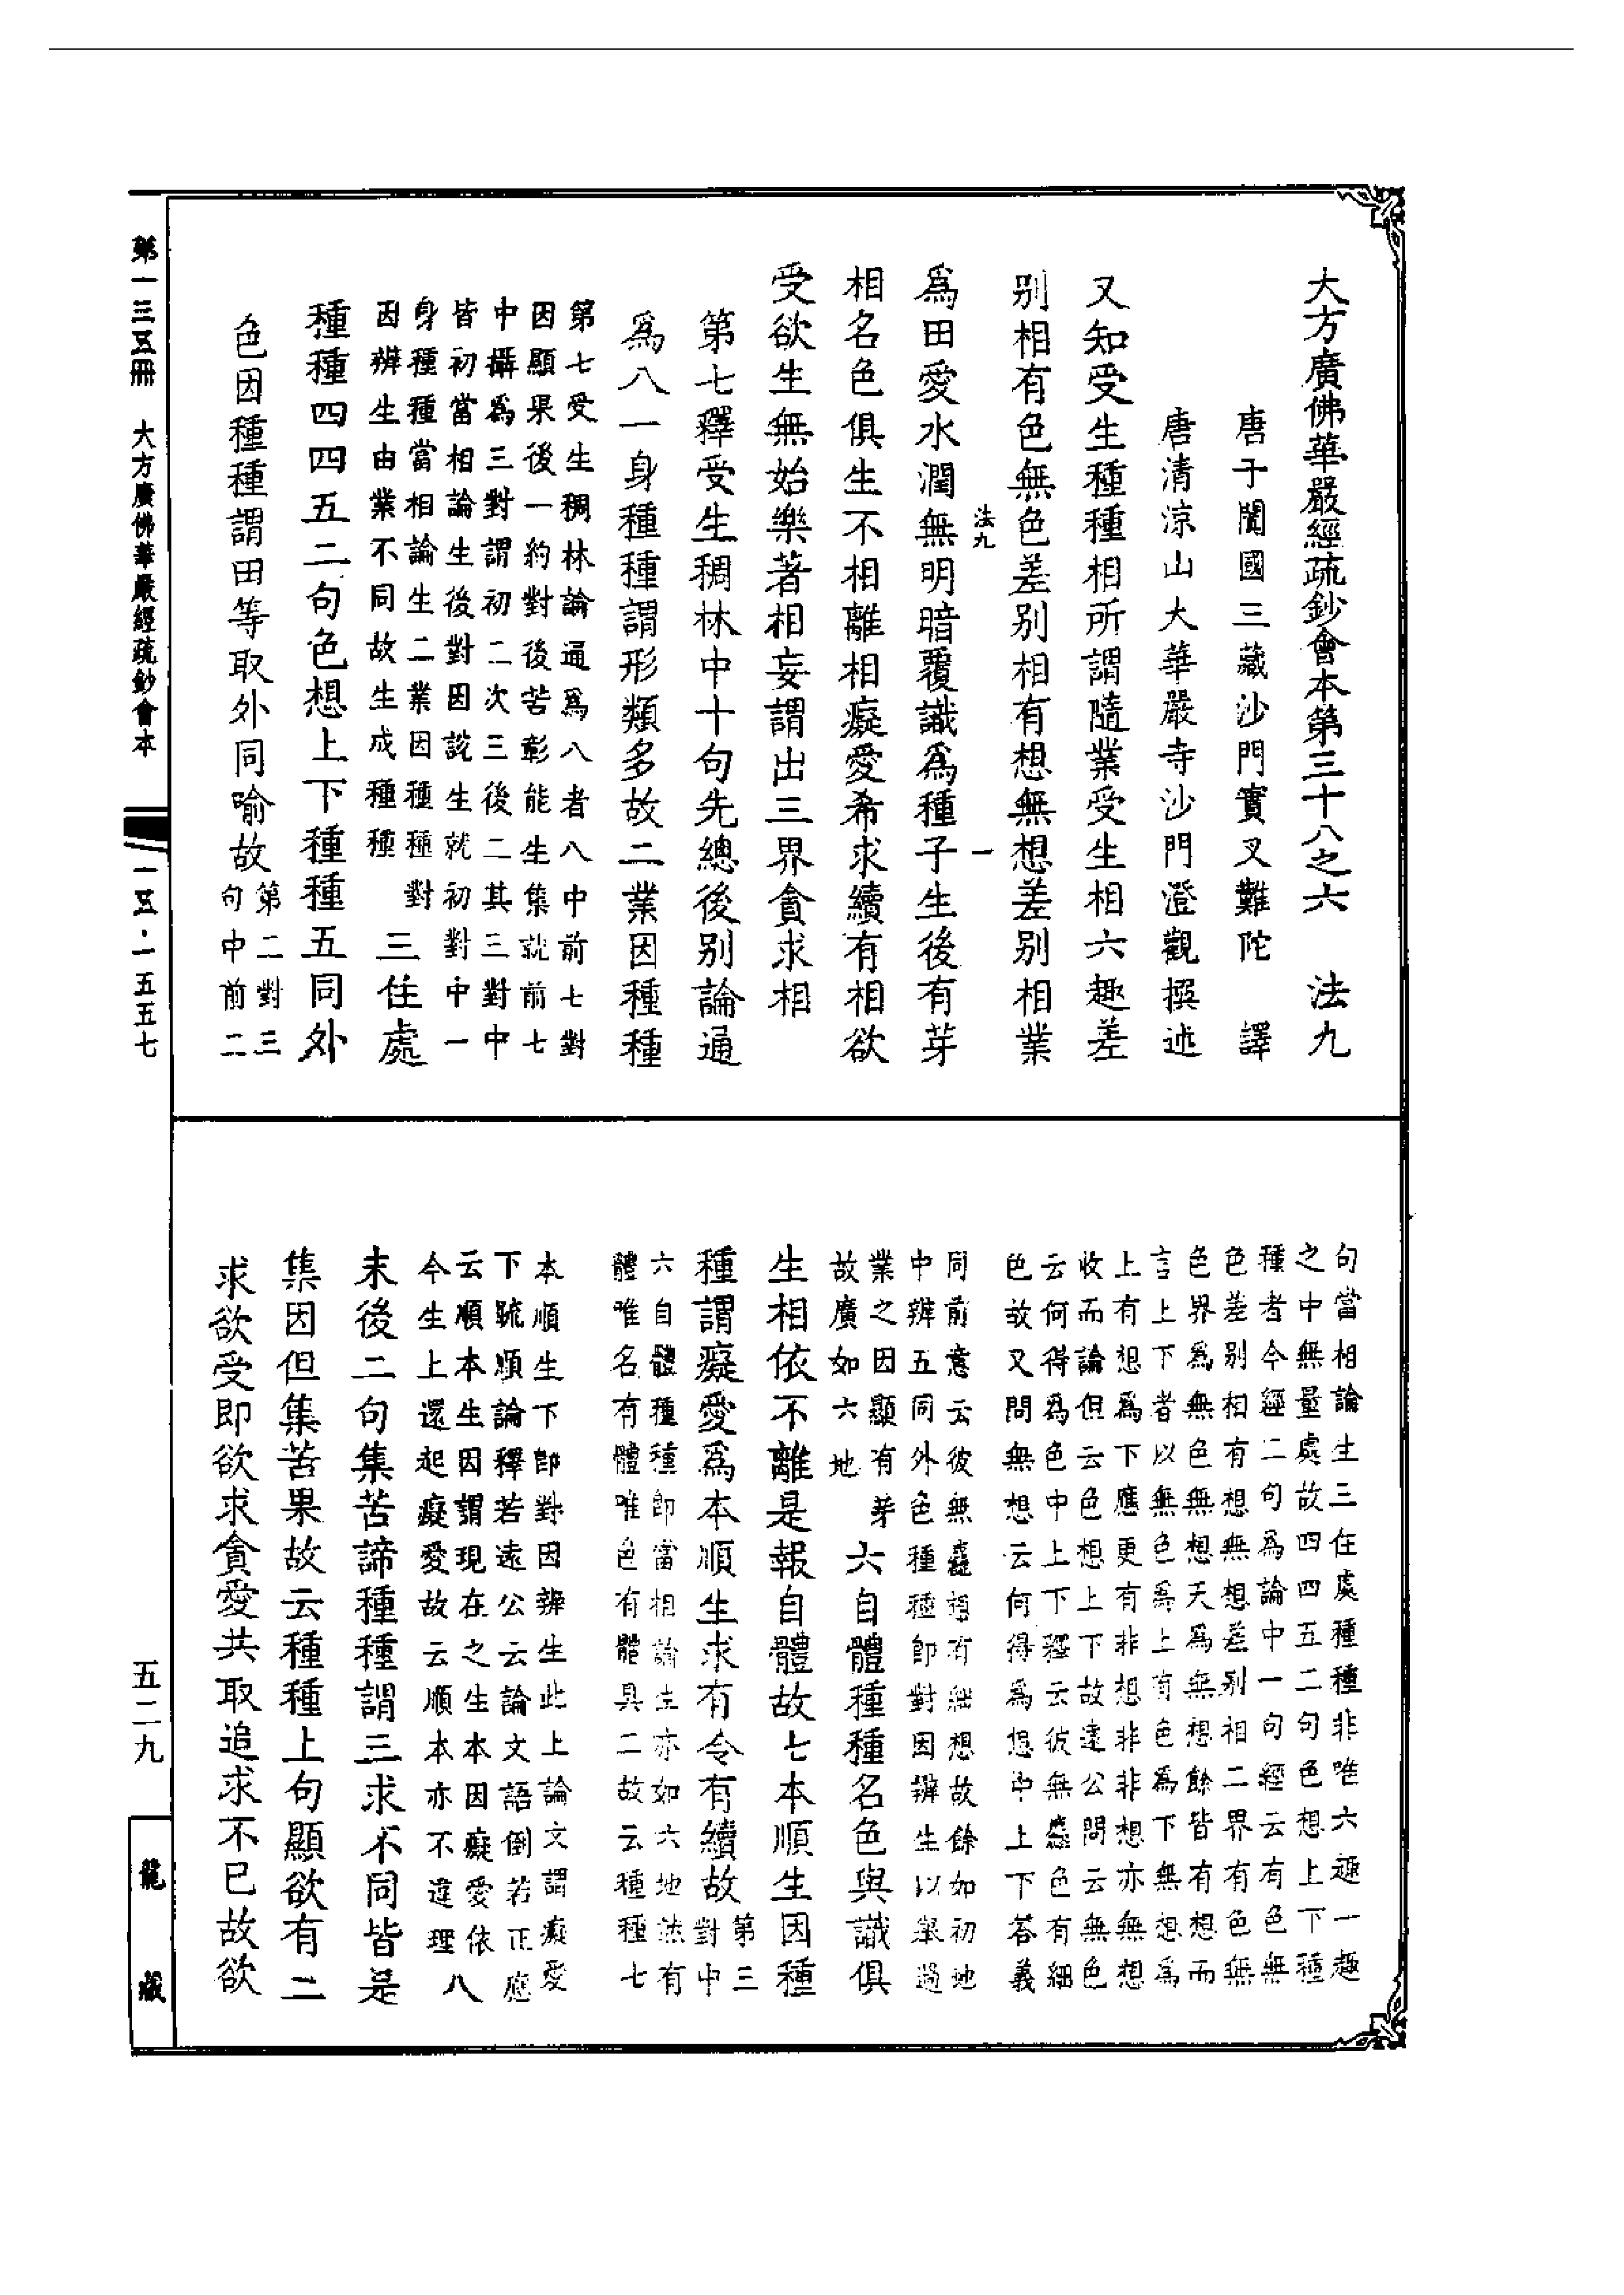 大方廣佛華嚴經疏鈔會本第三十八之六　法九
唐于闐國三藏沙門實叉難陀　譯
唐清涼山大華嚴寺沙門澄觀撰述
又知受生種種相所謂隨業受生相六趣差
別相有色無色差別相有想無想差別相業
法九　一
為田愛水潤無明暗覆識為種子生後有芽
相名色俱生不相離相癡愛希求續有相欲
受欲生無始樂著相妄謂出三界貪求相
第七釋受生稠林中十句先總後別論通
為八一身種種謂形類多故二業因種種
第七受生稠林論通為八者八中前七對
因顯果後一約對後苦彰能生集就前七
中攝為三對謂初二次三後二其三對中
皆初當相論生後對因說生就初對中一
身種種當相論生二業因種種對
因辨生由業不同故生成種種
三住處
種種四四五二句色想上下種種五同外
色因種種謂田等取外同喻故
第二對三
句中前二
句當相論生三住處種種非唯六趣一趣
之中無量處故四四五二句色想上下種
種者今經二句為論中一句經云有色無
色差別相有想無想差別相二界有色無
色界為無色無想天為無想餘皆有想而
言上下者以無色為上有色為下無想為
上有想為下應更有非想非非想亦無想
收而論但云色想上下故遠公問云無色
云何得為色中上下釋云彼無麤色有細
色故又問無想云何得為想中上下答義
同前意云彼無麤想有細想故餘如初地
中辨五同外色種種即對因辨生以舉過
業之因顯有芽
故廣如六地
六自體種種名色與識俱
生相依不離是報自體故七本順生因種
種謂癡愛愛為本順生求有令有續故
第三
對中
六自體種種即當相論生亦如六地然有
體唯名有體唯色有體具二故云種種七
本順生下即對因辨生此上論文謂癡愛
下疏順論釋若遠公云論文語倒若正應
云順本生因謂現在之生本因癡愛依
今生上還起癡愛故云順本亦不違理
八
末後二句集苦諦種種謂三求不同皆是
集因但集苦果故云種種上句顯欲有二
求欲受即欲求貪愛共取追求不已故欲
第一三五冊　大方廣佛華嚴經疏鈔會本　一五·一五五七
五二九
龍藏